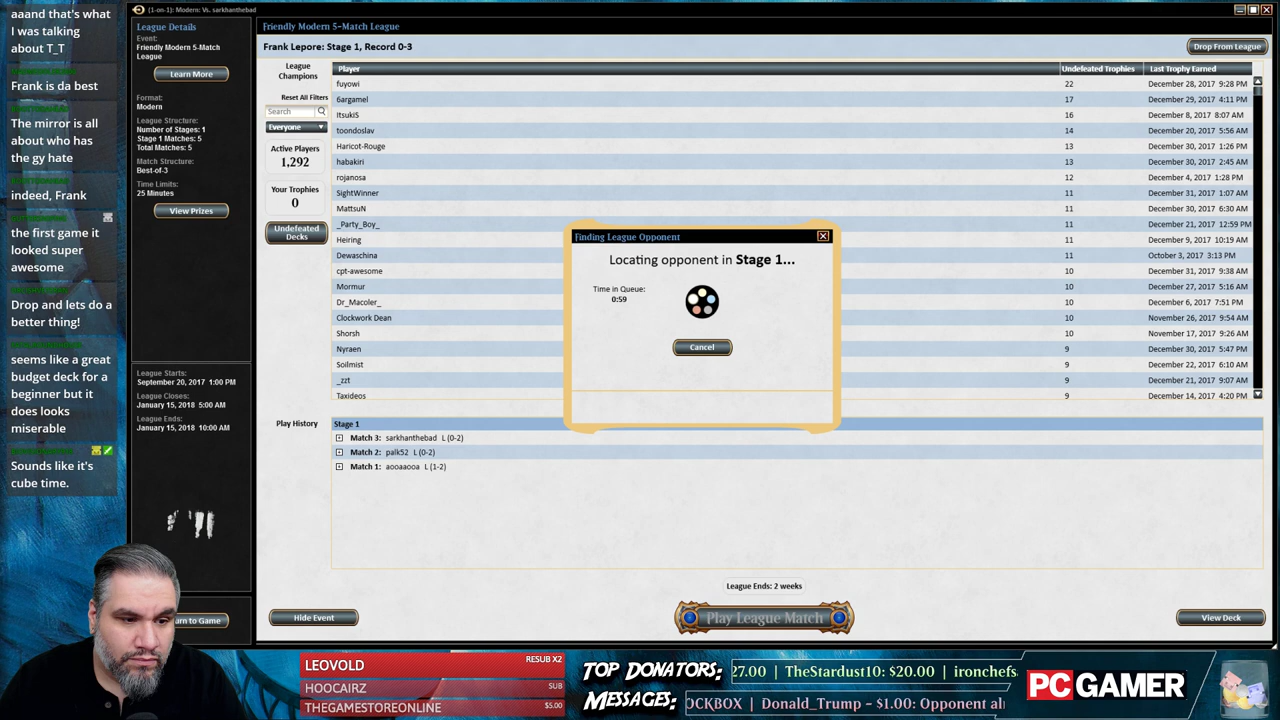 aaand that's what
I was talking
about T_T
Frank is da best
The mirror is all
about who has
the gy hate
indeed, Frank
the first game it
looked super
awesome
Drop and lets do a
better thing!
seems like a great
budget deck for a
beginner but it
does looks
miserable
Sounds like it's
cube time.
(1-on-1): Modern: Vs. sarkhanthebad
League Details
Event:
Friendly Modern 5-Match
League
Learn More
Format:
Modern
League Structure:
Number of Stages: 1
Stage 1 Matches: 5
Total Matches: 5
Match Structure:
Best-of-3
Time Limits:
25 Minutes
View Prizes
League Starts:
September 20, 2017 1:00 PM
League Closes:
January 15, 2018 5:00 AM
League Ends:
January 15, 2018 10:00 AM
urn to Game
Friendly Modern 5-Match League
Frank Lepore: Stage 1, Record 0-3
Drop From League
League
Champions
Reset All Filters
Search
Everyone
Active Players
1,292
Your Trophies
0
Undefeated
Decks
Player Undefeated Trophies Last Trophy Earned
fuyowi 22 December 28, 2017 9:28 PM
6argamel 17 December 29, 2017 4:11 PM
ItsukiS 16 December 8, 2017 8:07 AM
toondoslav 14 December 20, 2017 5:56 AM
Haricot-Rouge 13 December 30, 2017 1:26 PM
habakiri 13 December 30, 2017 2:45 AM
rojanosa 12 December 4, 2017 1:28 PM
SightWinner 11 December 31, 2017 1:07 AM
MattsuN 11 December 30, 2017 6:30 AM
_Party_Boy_ 11 December 21, 2017 12:59 PM
Heiring 11 December 9, 2017 10:19 AM
Dewaschina 11 October 3, 2017 3:13 PM
cpt-awesome 10 December 31, 2017 9:38 AM
Mormur 10 December 27, 2017 5:16 AM
Dr_Macoler_ 10 December 6, 2017 7:51 PM
Clockwork Dean 10 November 26, 2017 9:54 AM
Shorsh 10 November 17, 2017 9:26 AM
Nyraen 9 December 30, 2017 5:47 PM
Soilmist 9 December 22, 2017 6:10 AM
_zzt 9 December 21, 2017 9:07 AM
Taxideos 9 December 14, 2017 4:20 PM
Finding League Opponent
Locating opponent in Stage 1...
Time in Queue:
0:59
Cancel
Play History
Stage 1
Match 3: sarkhanthebad L (0-2)
Match 2: palk52 L (0-2)
Match 1: aooaaooa L (1-2)
League Ends: 2 weeks
Hide Event
Play League Match
View Deck
LEOVOLD RESUB X2
HOOCAIRZ SUB
THEGAMESTOREONLINE $5.00
TOP DONATORS: 27.00 | TheStardust10: $20.00 | ironchefs
MESSAGES: OCKBOX | Donald_Trump - $1.00: Opponent al
PC GAMER